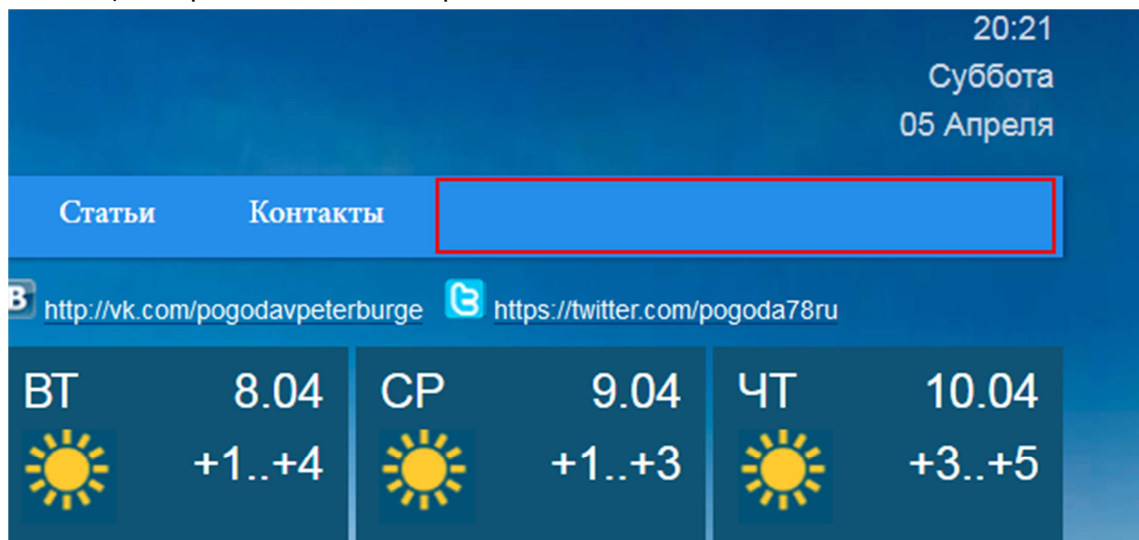 20:21
Суббота
05 Апреля
Статьи Контакты
В http://vk.com/pogodavpeterburge https://twitter.com/pogoda78ru
ВТ 8.04 СР 9.04 ЧТ 10.04
+1..+4 +1..+3 +3..+5